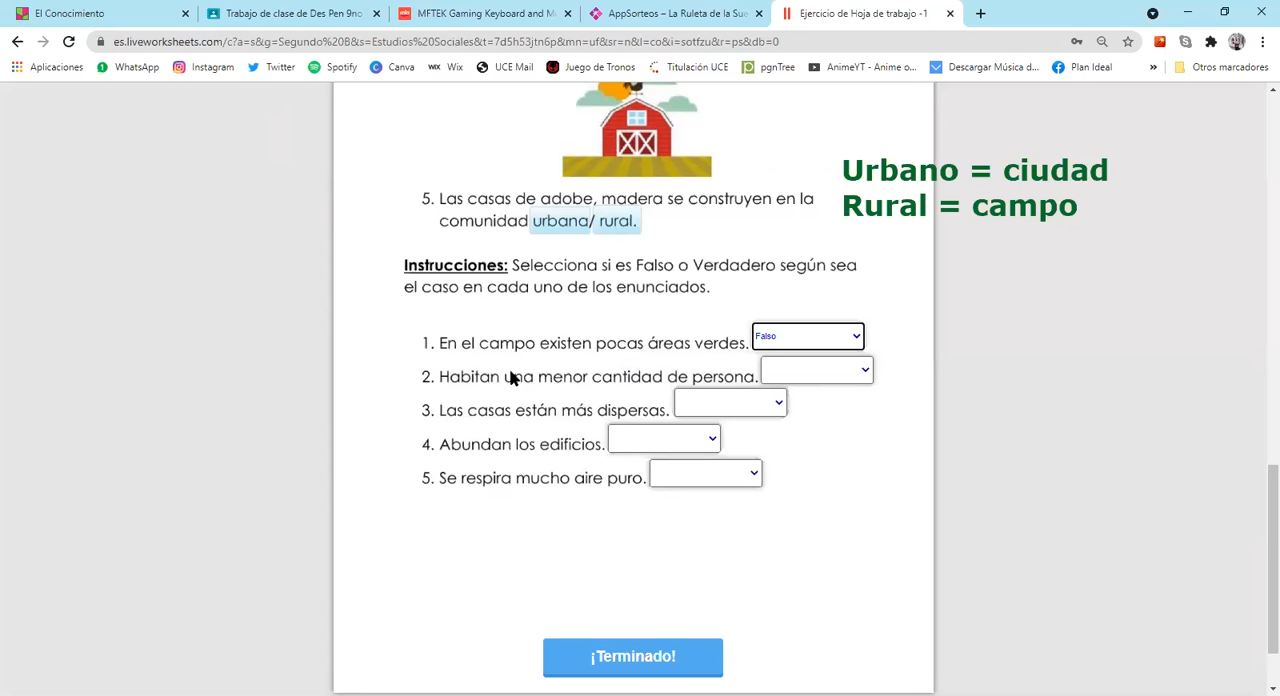 El Conocimiento
Trabajo de clase de Des Pen 9no
MFTEK Gaming Keyboard and M
AppSorteos – La Ruleta de la Sue
Ejercicio de Hoja de trabajo -1
es.liveworksheets.com/c?a=s&g=Segundo%20B&s=Estudios%20Sociales&t=7d5h53jtn6p&mn=uf&sr=n&l=co&i=sotfzu&r=ps&db=0
Aplicaciones
WhatsApp
Instagram
Twitter
Spotify
Canva
WIX Wix
UCE Mail
Juego de Tronos
Titulación UCE
pgnTree
AnimeYT - Anime o...
Descargar Música d...
Plan Ideal
»
Otros marcadores
Urbano = ciudad
Rural = campo
5. Las casas de adobe, madera se construyen en la
comunidad urbana/ rural.
Instrucciones: Selecciona si es Falso o Verdadero según sea
el caso en cada uno de los enunciados.
1. En el campo existen pocas áreas verdes. Falso
2. Habitan una menor cantidad de persona.
3. Las casas están más dispersas.
4. Abundan los edificios.
5. Se respira mucho aire puro.
¡Terminado!